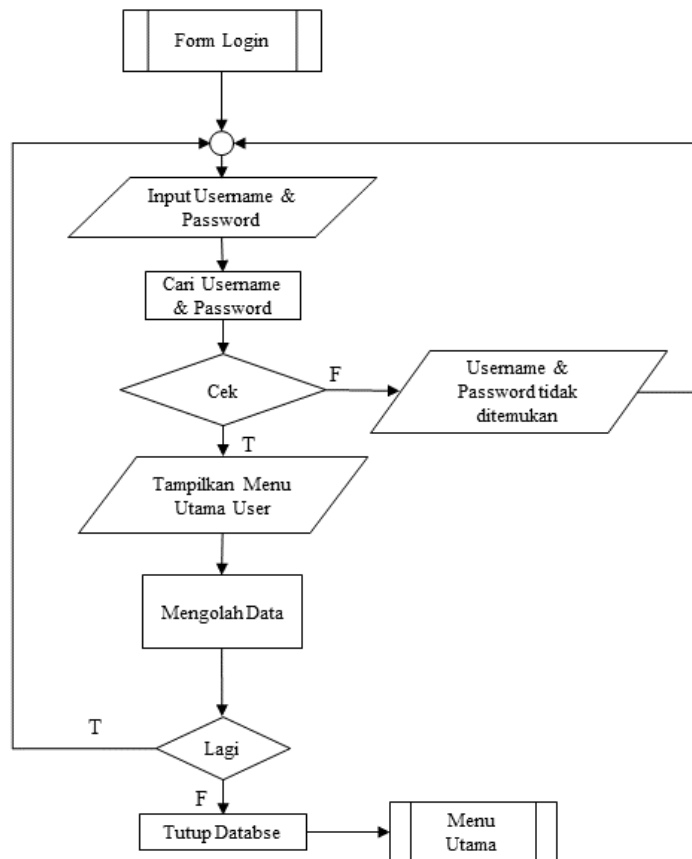 Form Login
Input Username &
Password
Cari Username
& Password
Cek
F
Username &
Password tidak
ditemukan
T
Tampilkan Menu
Utama User
Mengolah Data
T
Lagi
F
Tutup Databse
Menu
Utama